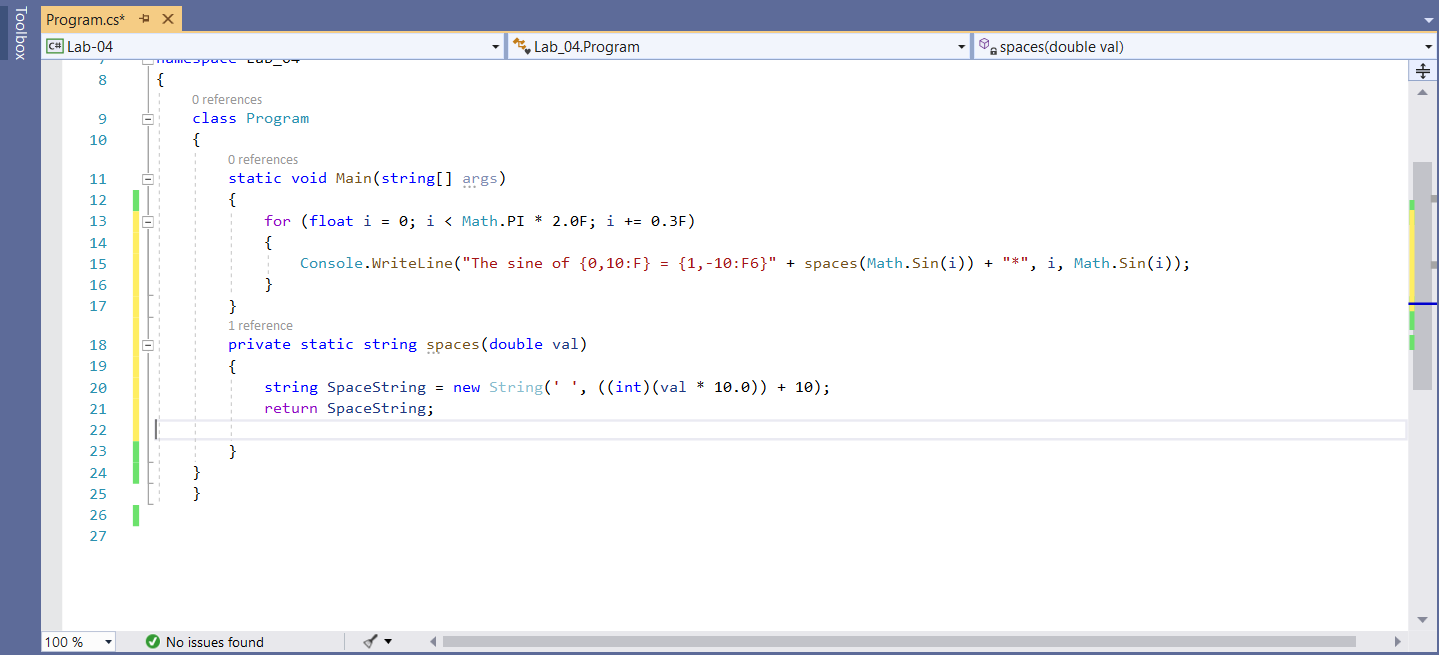 Toolbox
Program.cs*
C# Lab-04 Lab_04.Program spaces(double val)
7 namespace Lab_04
8 {
0 references
9 class Program
10 {
0 references
11 static void Main(string[] args)
12 {
13 for (float i = 0; i < Math.PI * 2.0F; i += 0.3F)
14 {
15 Console.WriteLine("The sine of {0,10:F} = {1,-10:F6}" + spaces(Math.Sin(i)) + "*", i, Math.Sin(i));
16 }
17 }
1 reference
18 private static string spaces(double val)
19 {
20 string SpaceString = new String(' ', ((int)(val * 10.0)) + 10);
21 return SpaceString;
22
23 }
24 }
25 }
26
27
100 % No issues found